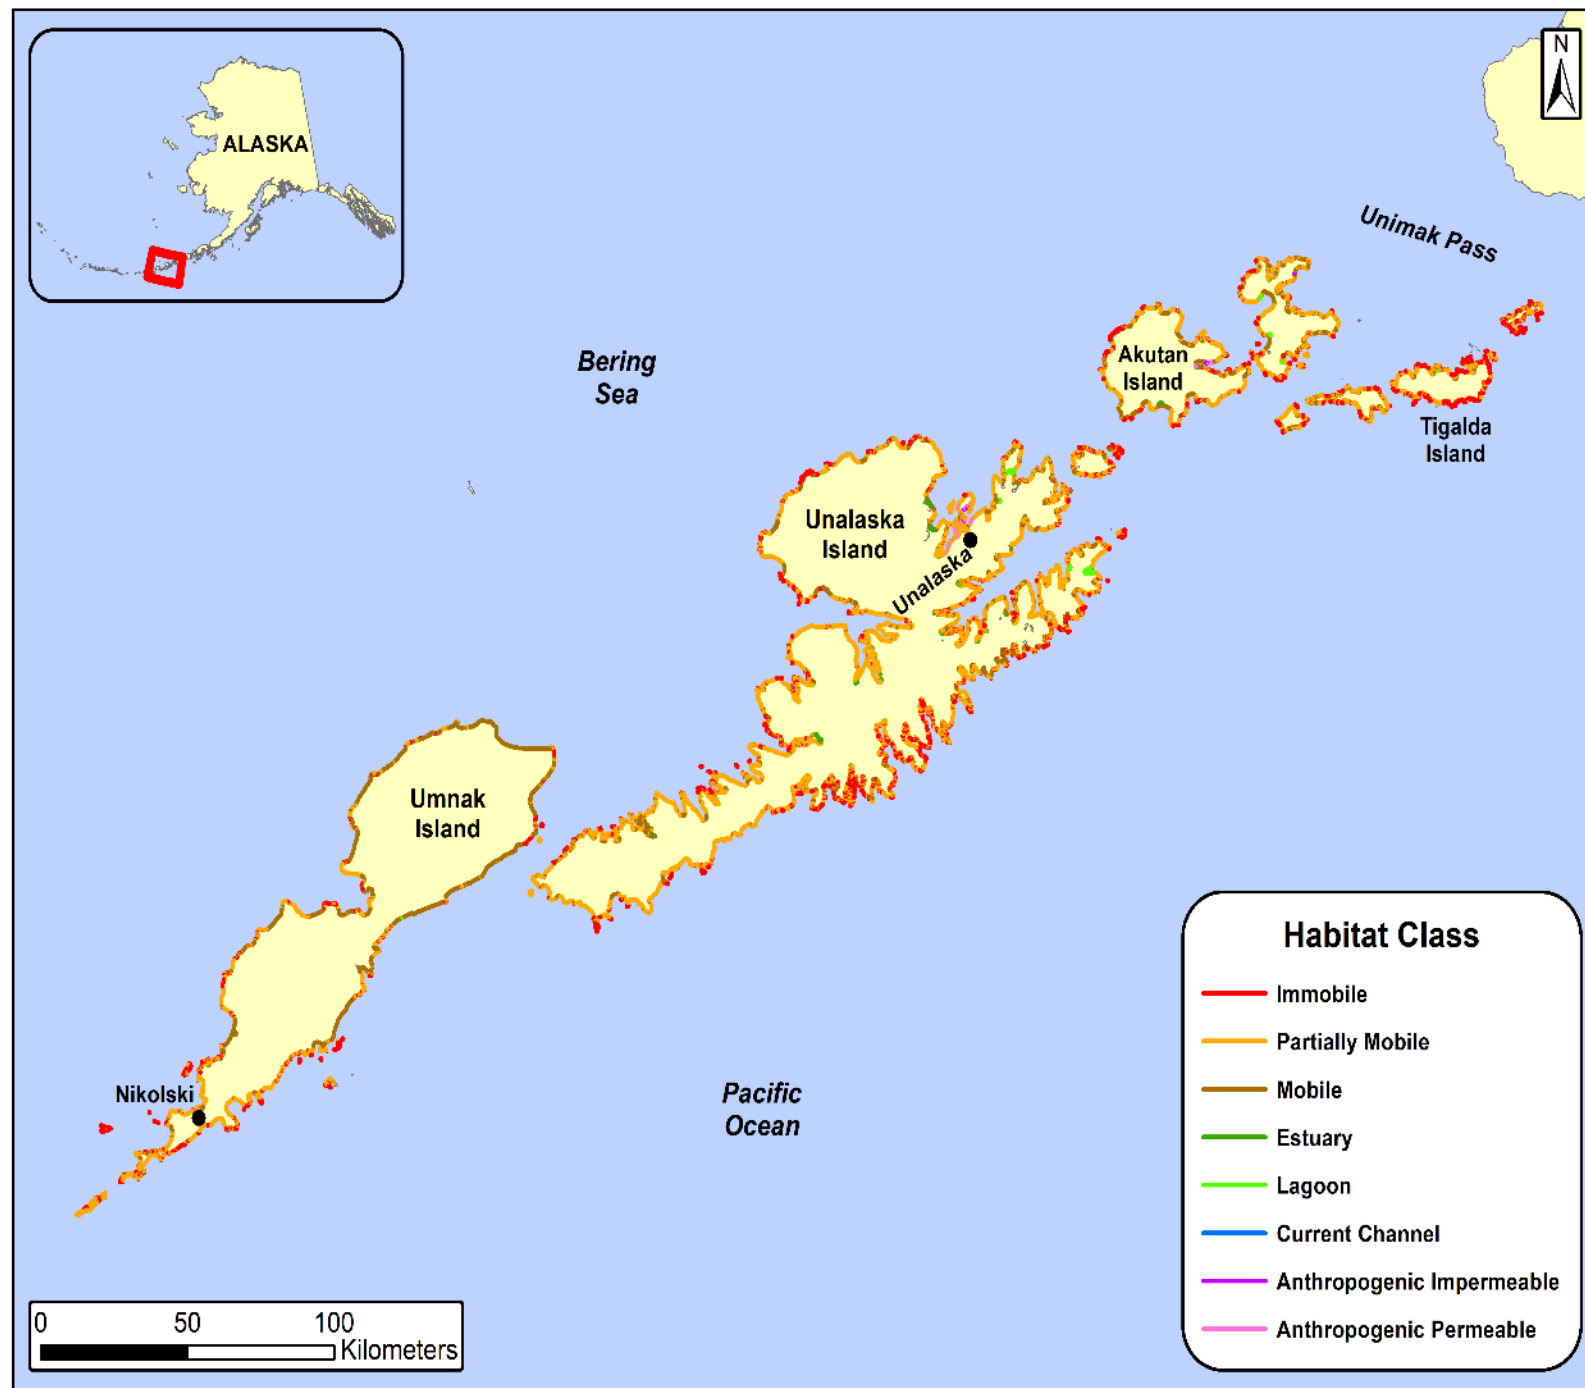 ALASKA
N
Unimak Pass
Bering
Sea
Akutan
Island
Tigalda
Island
Unalaska
Island
Unalaska
Umnak
Island
Nikolski
Pacific
Ocean
Habitat Class
Immobile
Partially Mobile
Mobile
Estuary
Lagoon
Current Channel
Anthropogenic Impermeable
Anthropogenic Permeable
0 50 100
Kilometers